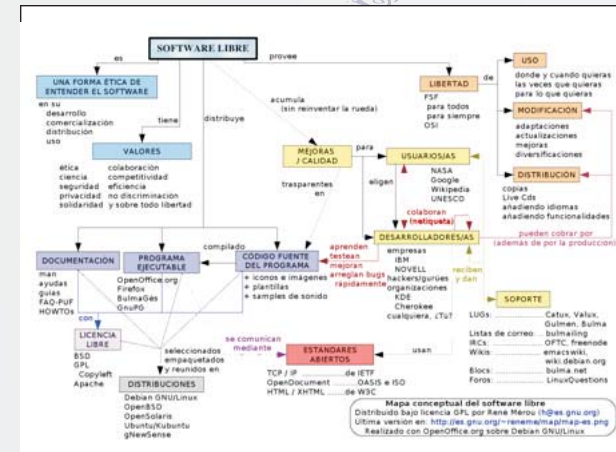 SOFTWARE LIBRE
es
provee
UNA FORMA ÉTICA DE
ENTENDER EL SOFTWARE
en su
desarrollo
comercialización
distribución
uso
tiene
distribuye
VALORES
ética colaboración
ciencia competitividad
seguridad eficiencia
privacidad no discriminación
solidaridad y sobre todo libertad
acumula
(sin reinventar la rueda)
MEJORAS
/ CALIDAD
trasparentes
en
para
eligen
LIBERTAD
FSF
para todos
para siempre
OSI
de
USO
donde y cuando quieras
las veces que quieras
para lo que quieras
MODIFICACIÓN
adaptaciones
actualizaciones
mejoras
diversificaciones
DISTRIBUCIÓN
copias
Live Cds
añadiendo idiomas
añadiendo funcionalidades
USUARIOS/AS
NASA
Google
Wikipedia
UNESCO
colaboran
(netiqueta)
DESARROLLADORES/AS
empresas
IBM
NOVELL
hackers/gurúes
organizaciones
KDE
Cherokee
cualquiera, ¿Tu?
pueden cobrar por
(además de por la producción)
reciben
y dan
aprenden
testean
mejoran
arreglan bugs
rapidamente
DOCUMENTACIÓN
man
ayudas
guias
FAQ-PUF
HOWTOs
PROGRAMA
EJECUTABLE
OpenOffice.org
Firefox
BulmaGés
GnuPG
compilado
CÓDIGO FUENTE
DEL PROGRAMA
+ iconos e imágenes
+ plantillas
+ samples de sonido
con
LICENCIA
LIBRE
BSD
GPL
Copyleft
Apache
seleccionados
empaquetados
y reunidos en
DISTRIBUCIONES
Debian GNU/Linux
OpenBSD
OpenSolaris
Ubuntu/Kubuntu
gNewSense
se comunican
mediante
ESTANDARES
ABIERTOS
TCP / IP ............de IETF
OpenDocument .......OASIS e ISO
HTML / XHTML .....de W3C
usan
SOPORTE
LUGs: ............ Catux, Valux,
Gulmen, Bulma
Listas de correo: ... bulmailing
IRCs: ............ OFTC, freenode
Wikis: ............ emacswiki,
wiki.debian.org
Blocs: ............ bulma.net
Foros: ............ LinuxQuestions
Mapa conceptual del software libre
Distribuido bajo licencia GPL por René Merou (h@es.gnu.org)
Ultima versión en: http://es.gnu.org/~reneme/map/map-es.png
Realizado con OpenOffice.org sobre Debian GNU/Linux